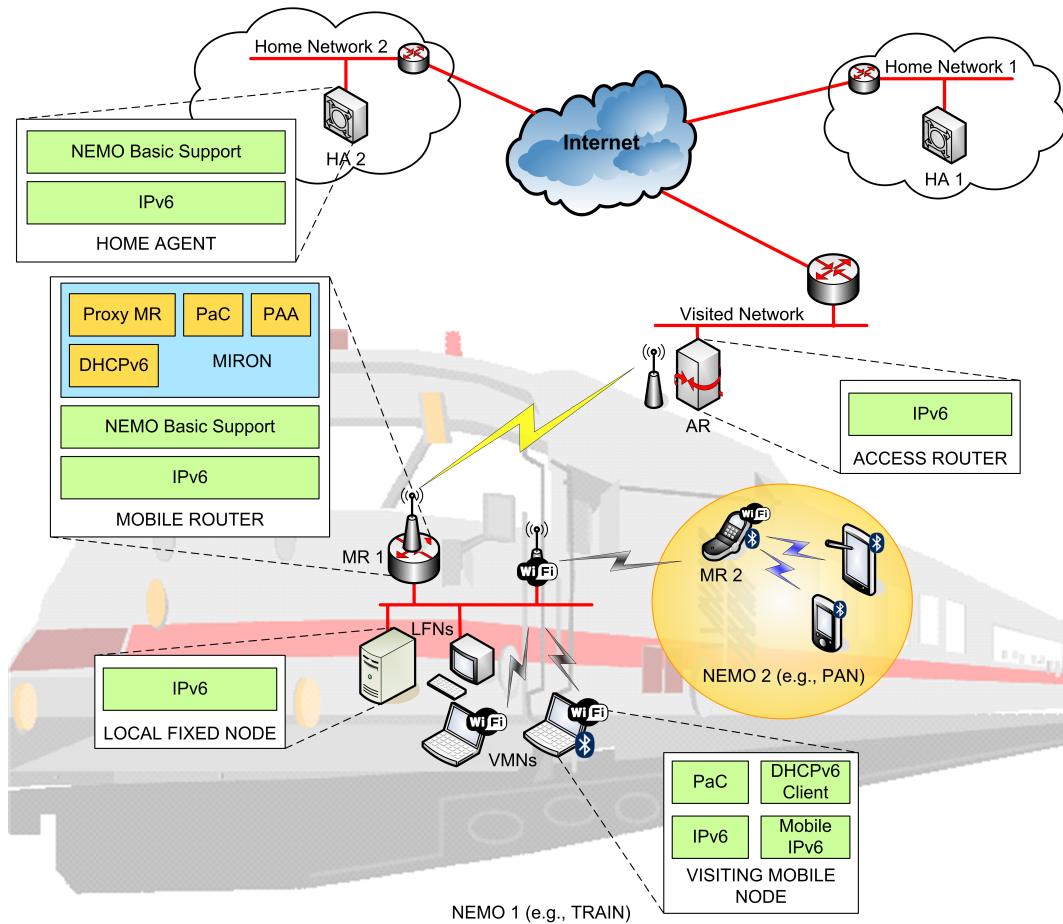 Home Network 2
Home Network 1
Internet
HA 2
HA 1
NEMO Basic Support
IPv6
HOME AGENT
Proxy MR
PaC
PAA
DHCPv6
MIRON
NEMO Basic Support
IPv6
MOBILE ROUTER
Visited Network
AR
IPv6
ACCESS ROUTER
MR 1
Wi Fi
Wi Fi
MR 2
NEMO 2 (e.g., PAN)
LFNs
IPv6
LOCAL FIXED NODE
Wi Fi
Wi Fi
VMNs
PaC
DHCPv6
Client
IPv6
Mobile
IPv6
VISITING MOBILE
NODE
NEMO 1 (e.g., TRAIN)